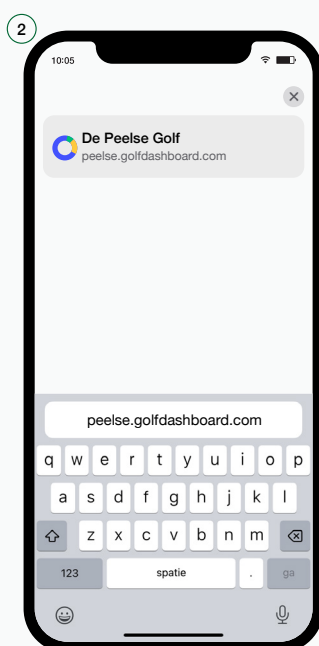 2
10:05
De Peelse Golf
peelse.golfdashboard.com
peelse.golfdashboard.com
q w e r t y u i o p
a s d f g h j k l
z x c v b n m
123 spatie . ga